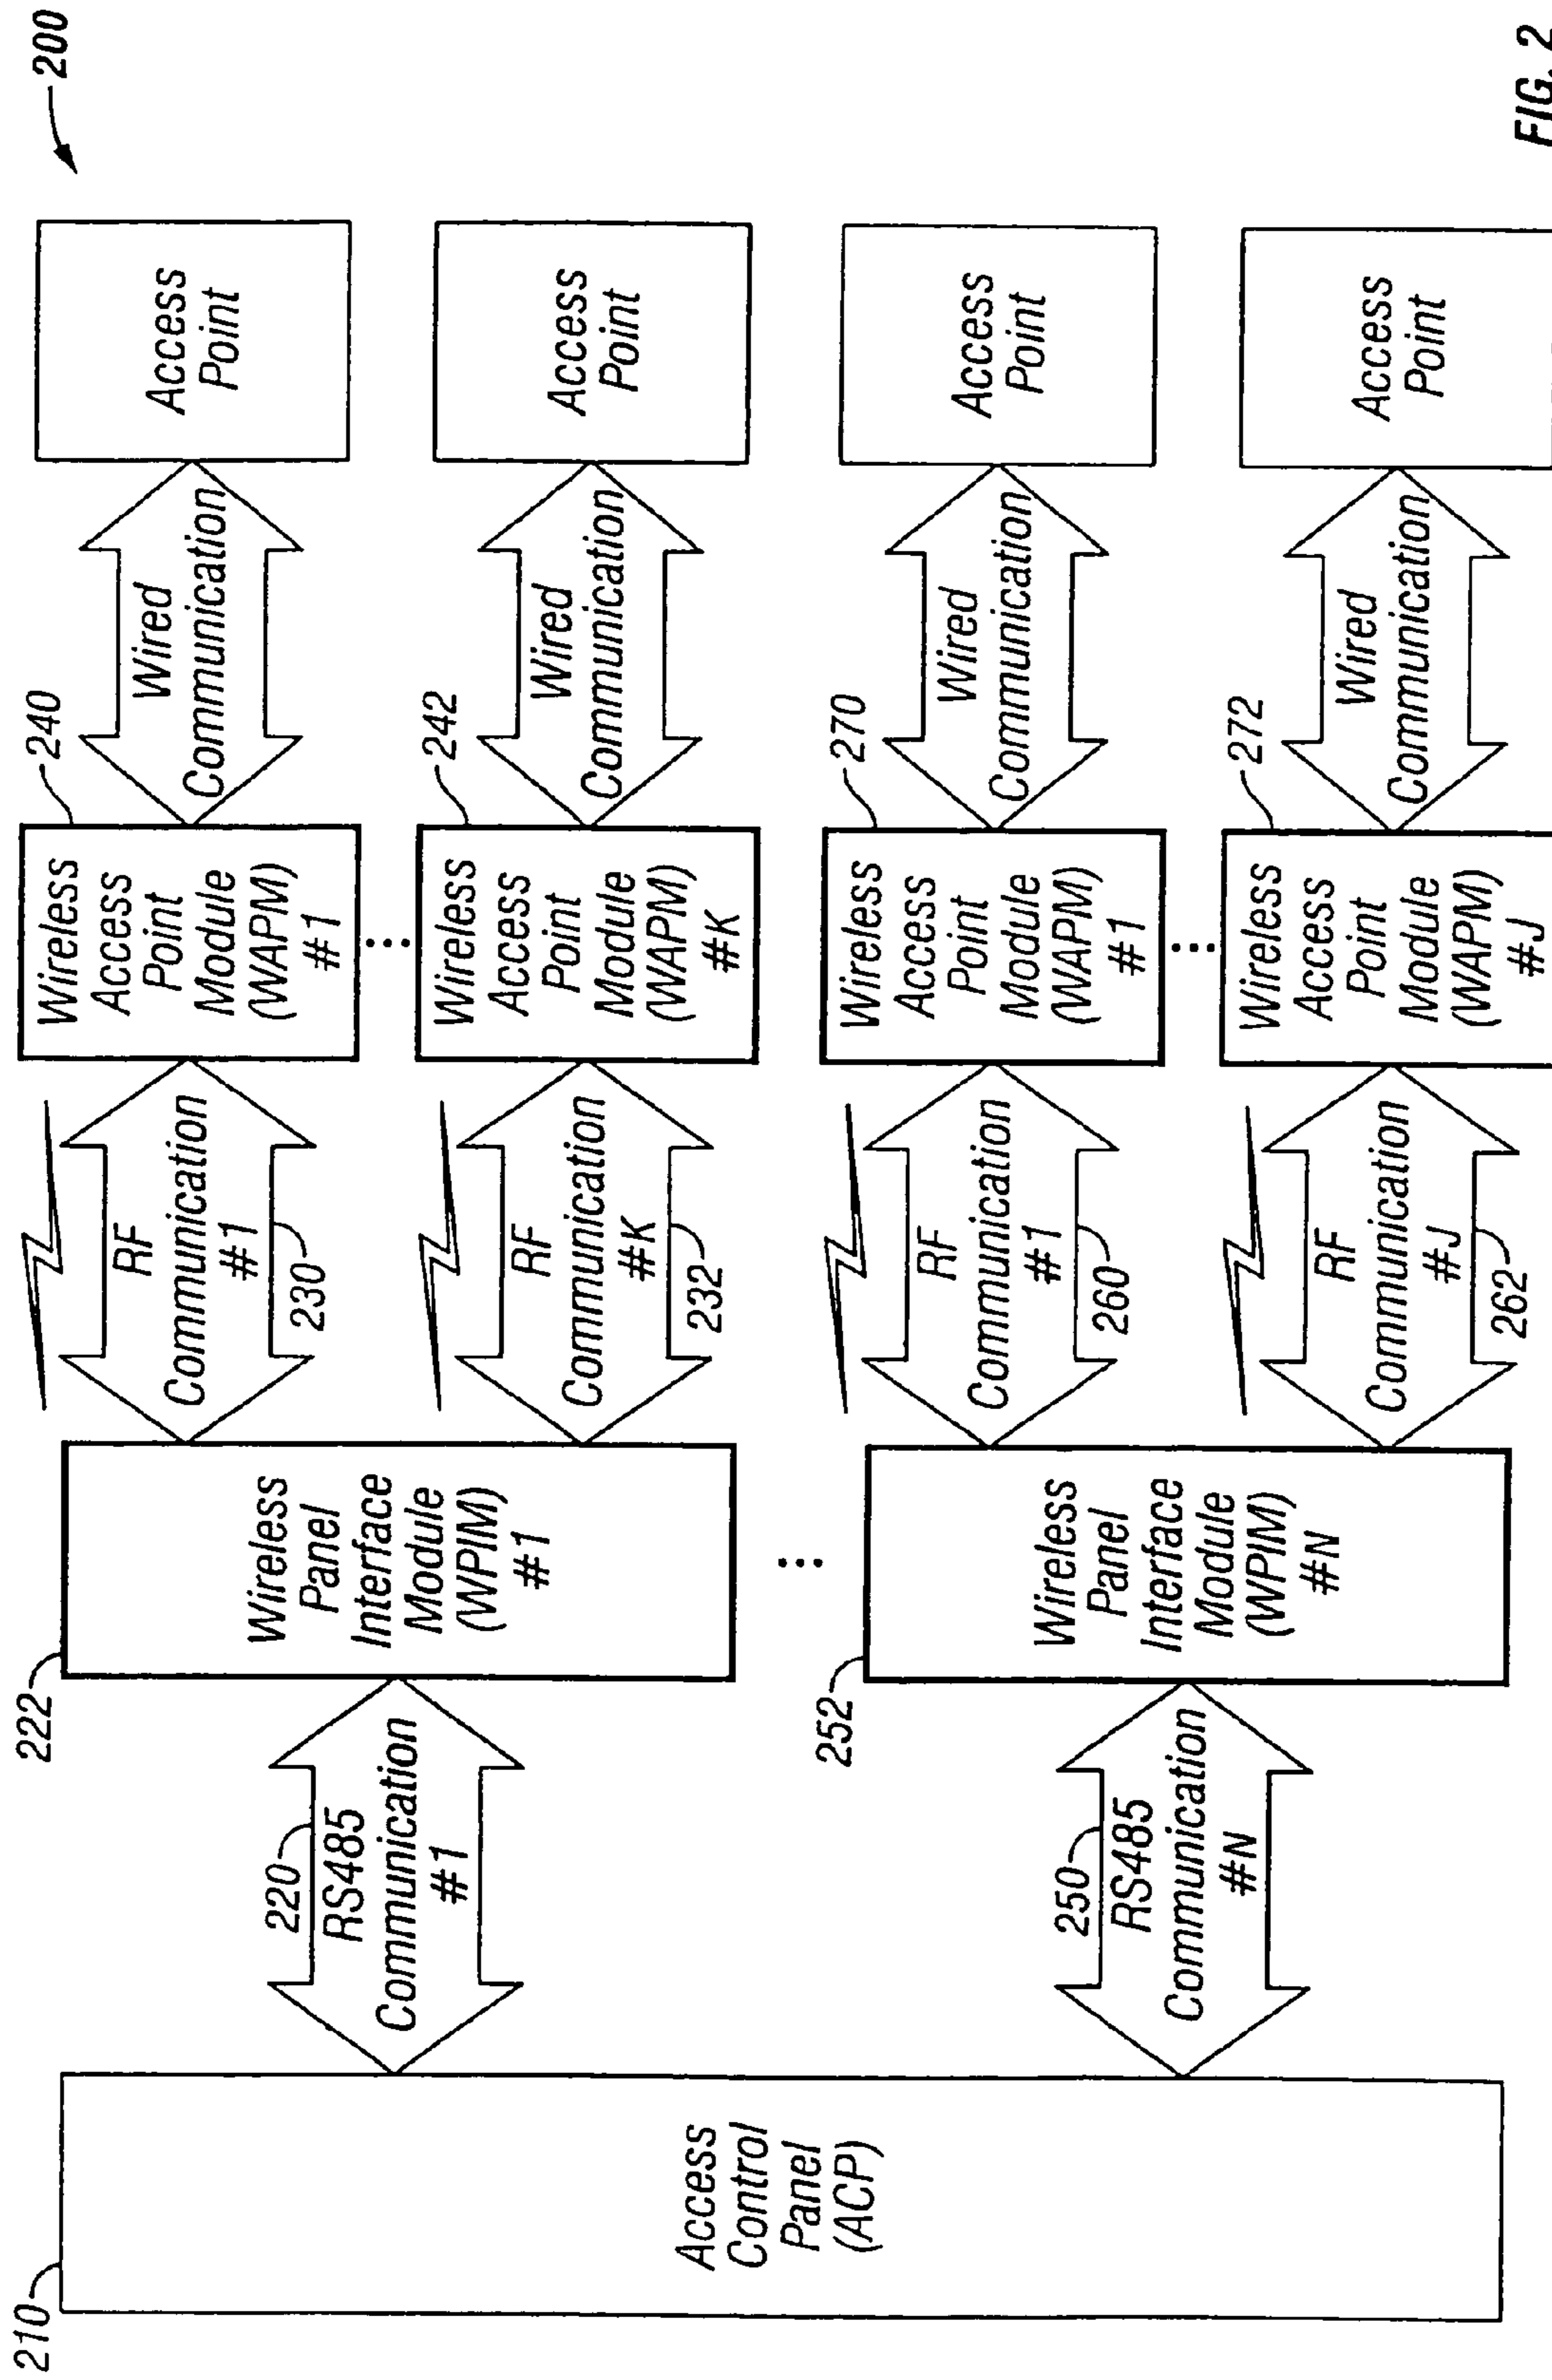 200
210
Access
Control
Panel
(ACP)
220
RS485
Communication
#1
250
RS485
Communication
#N
222
Wireless
Panel
Interface
Module
(WPIM)
#1
252
Wireless
Panel
Interface
Module
(WPIM)
#N
RF
Communication
#1
230
RF
Communication
#K
232
RF
Communication
#1
260
RF
Communication
#J
262
240
Wireless
Access
Point
Module
(WAPM)
#1
242
Wireless
Access
Point
Module
(WAPM)
#K
270
Wireless
Access
Point
Module
(WAPM)
#1
272
Wireless
Access
Point
Module
(WAPM)
#J
Wired
Communication
Wired
Communication
Wired
Communication
Wired
Communication
Access
Point
Access
Point
Access
Point
Access
Point
FIG. 2